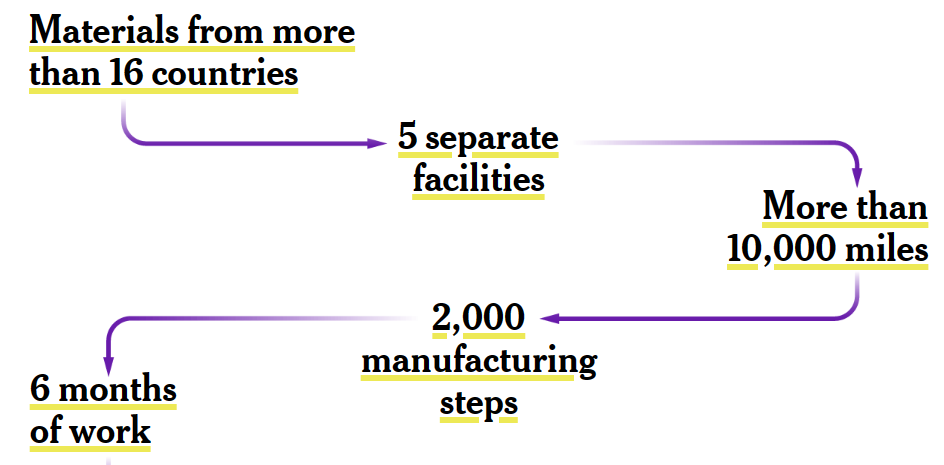 Materials from more
than 16 countries
5 separate
facilities
More than
10,000 miles
2,000
manufacturing
steps
6 months
of work